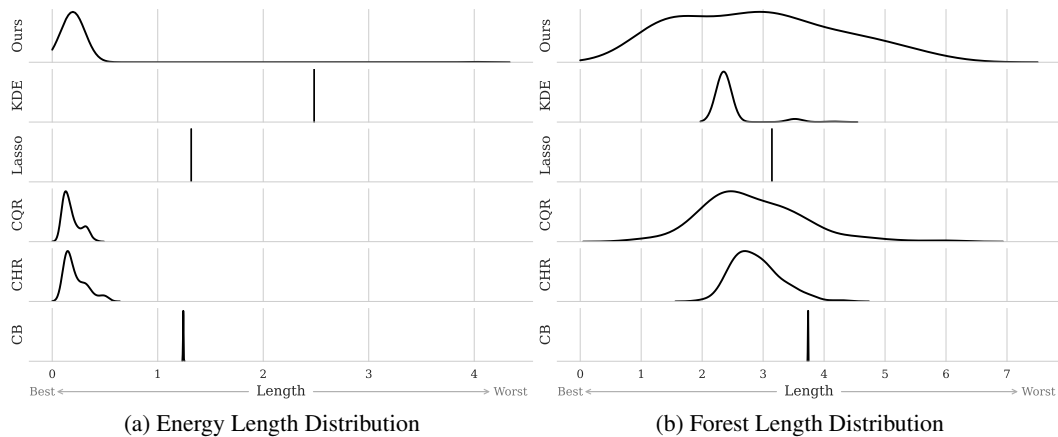 Ours
KDE
Lasso
CQR
CHR
CB
0 1 2 3 4
Best Length Worst
(a) Energy Length Distribution
Ours
KDE
Lasso
CQR
CHR
CB
0 1 2 3 4 5 6 7
Best Length Worst
(b) Forest Length Distribution